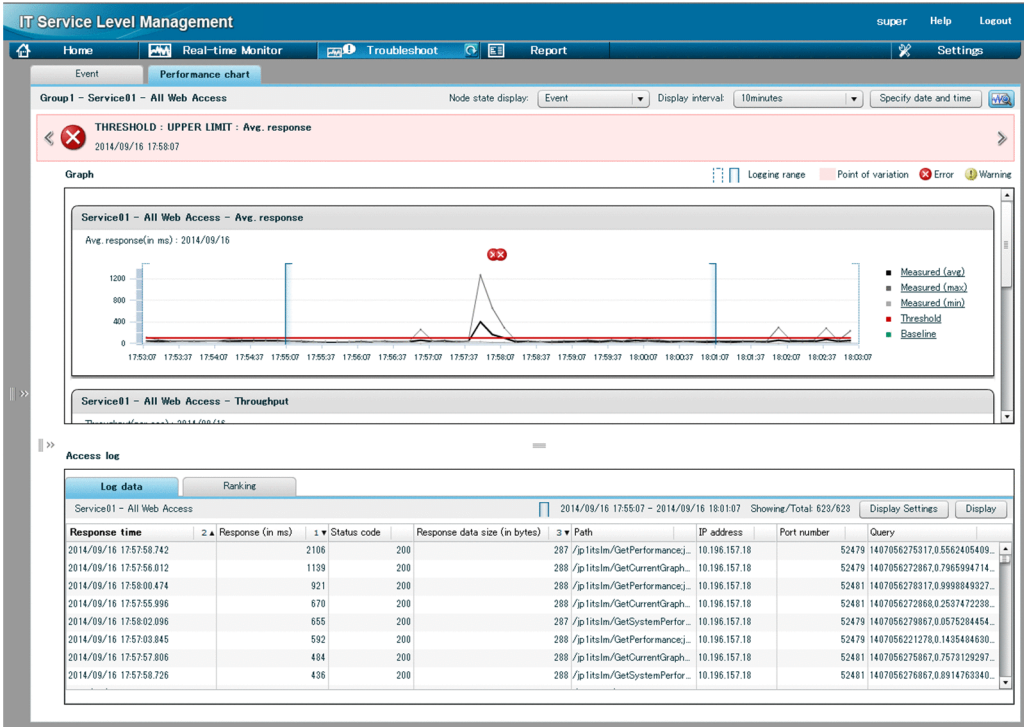 IT Service Level Management
super Help Logout
Home Real-time Monitor Troubleshoot Report Settings
Event Performance chart
Group1 - Service01 - All Web Access Node state display: Event Display interval: 10minutes Specify date and time
THRESHOLD : UPPER LIMIT : Avg. response
2014/09/16 17:58:07
Graph Logging range Point of variation Error Warning
Service01 - All Web Access - Avg. response
Avg. response(in ms) : 2014/09/16
1200
800
400
0
Measured (avg)
Measured (max)
Measured (min)
Threshold
Baseline
17:53:07 17:53:37 17:54:07 17:54:37 17:55:07 17:55:37 17:56:07 17:56:37 17:57:07 17:57:37 17:58:07 17:58:37 17:59:07 17:59:37 18:00:07 18:00:37 18:01:07 18:01:37 18:02:07 18:02:37 18:03:07
Service01 - All Web Access - Throughput
Throughput(per sec) : 2014/09/16
Access log
Log data Ranking
Service01 - All Web Access 2014/09/16 17:55:07 - 2014/09/16 18:01:07 Showing/Total: 623/623 Display Settings Display
Response time 2▲ Response (in ms) 1▼ Status code Response data size (in bytes) 3▼ Path IP address Port number Query
2014/09/16 17:57:58.742 2106 200 287 /jp1itslm/GetPerformance;j... 10.196.157.18 52479 1407056275317,0.5562405409...
2014/09/16 17:57:56.012 1139 200 288 /jp1itslm/GetCurrentGraph... 10.196.157.18 52479 1407056272867,0.7965994714...
2014/09/16 17:58:00.474 921 200 288 /jp1itslm/GetPerformance;j... 10.196.157.18 52481 1407056278317,0.9998849327...
2014/09/16 17:57:55.996 670 200 288 /jp1itslm/GetCurrentGraph... 10.196.157.18 52481 1407056272868,0.2537472238...
2014/09/16 17:58:02.096 655 200 287 /jp1itslm/GetSystemPerfor... 10.196.157.18 52479 1407056279867,0.0575284454...
2014/09/16 17:57:03.845 592 200 288 /jp1itslm/GetPerformance;j... 10.196.157.18 52479 1407056221278,0.1435484630...
2014/09/16 17:57:57.806 484 200 288 /jp1itslm/GetCurrentGraph... 10.196.157.18 52481 1407056275867,0.7573129297...
2014/09/16 17:57:58.726 436 200 288 /jp1itslm/GetSystemPerfor... 10.196.157.18 52481 1407056276867,0.8914763340...